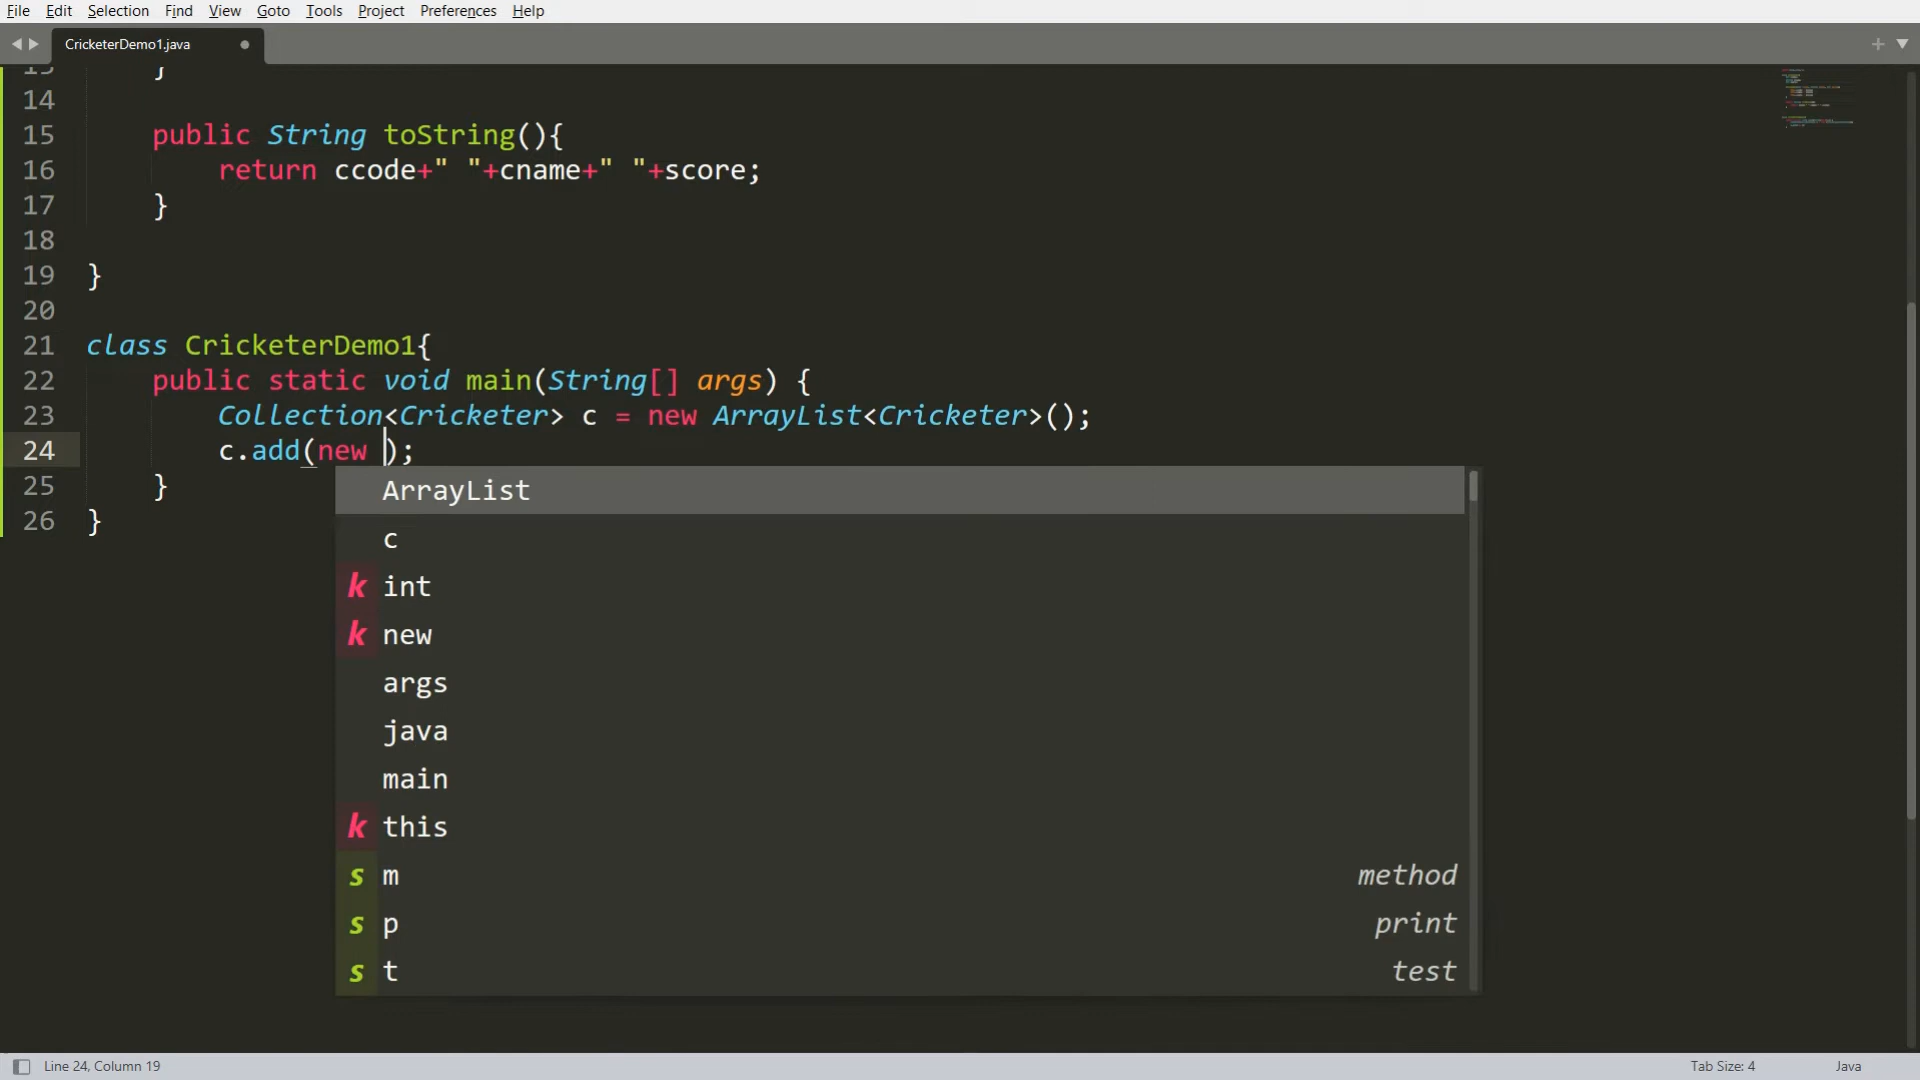 File Edit Selection Find View Goto Tools Project Preferences Help
CricketerDemo1.java
13 }
14
15 public String toString(){
16 return ccode+" "+cname+" "+score;
17 }
18
19 }
20
21 class CricketerDemo1{
22 public static void main(String[] args) {
23 Collection<Cricketer> c = new ArrayList<Cricketer>();
24 c.add(new );
25 }
26 }
ArrayList
c
k int
k new
args
java
main
k this
s m method
s p print
s t test
Line 24, Column 19 Tab Size: 4 Java